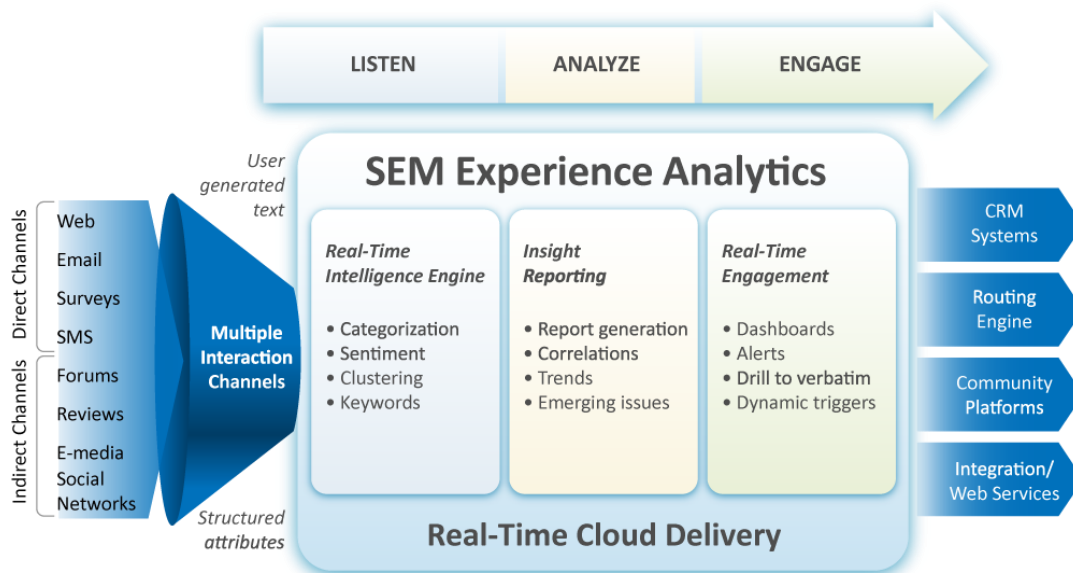 LISTEN
ANALYZE
ENGAGE
SEM Experience Analytics
User
generated
text
Direct Channels
Web
Email
Surveys
SMS
Indirect Channels
Forums
Reviews
E-media
Social
Networks
Multiple
Interaction
Channels
Structured
attributes
Real-Time
Intelligence Engine
• Categorization
• Sentiment
• Clustering
• Keywords
Insight
Reporting
• Report generation
• Correlations
• Trends
• Emerging issues
Real-Time
Engagement
• Dashboards
• Alerts
• Drill to verbatim
• Dynamic triggers
Real-Time Cloud Delivery
CRM
Systems
Routing
Engine
Community
Platforms
Integration/
Web Services